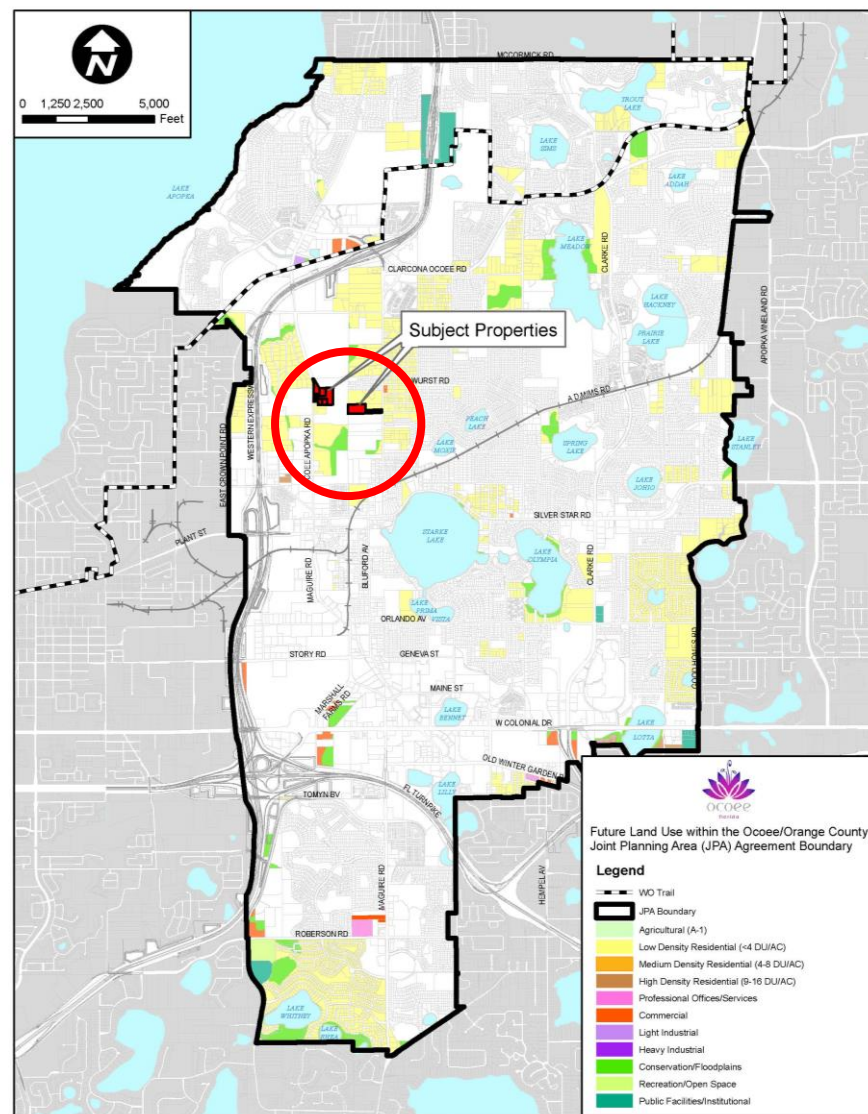 N
0 1,250 2,500 5,000
Feet
MCCORMICK RD
TROUT
LAKE
LAKE
SIMS
LAKE
ADDAH
LAKE
APOPKA
LAKE
MEADOW
CLARKE RD
CLARCONA OCOEE RD
LAKE
HACKNEY
PRAIRIE
LAKE
APOPKA VINELAND RD
Subject Properties
WURST RD
A D MIMS RD
WESTERN EXPRESSW
EAST CROWN POINT RD
COEE APOPKA RD
PEACH
LAKE
LAKE
MOXIE
SPRING
LAKE
LAKE
STANLEY
LAKE
JOHIO
SILVER STAR RD
PLANT ST
STARKE
LAKE
MAGUIRE RD
BLUFORD AV
LAKE
OLYMPIA
CLARKE RD
LAKE
PRIMA
VISTA
ORLANDO AV
STORY RD
GENEVA ST
GOOD HOMES RD
MAINE ST
MARSHALL
FARMS RD
LAKE
BENNET
W COLONIAL DR
LAKE
LOTTA
OLD WINTER GARDEN
LAKE
LILLY
TOMYN BV
FL TURNPIKE
HEMPEL AV
MAGUIRE RD
ROBERSON RD
LAKE
WHITNEY
LAKE
ocoee
florida
Future Land Use within the Ocoee/Orange County
Joint Planning Area (JPA) Agreement Boundary
Legend
WO Trail
JPA Boundary
Agricultural (A-1)
Low Density Residential (<4 DU/AC)
Medium Density Residential (4-8 DU/AC)
High Density Residential (9-16 DU/AC)
Professional Offices/Services
Commercial
Light Industrial
Heavy Industrial
Conservation/Floodplains
Recreation/Open Space
Public Facilities/Institutional